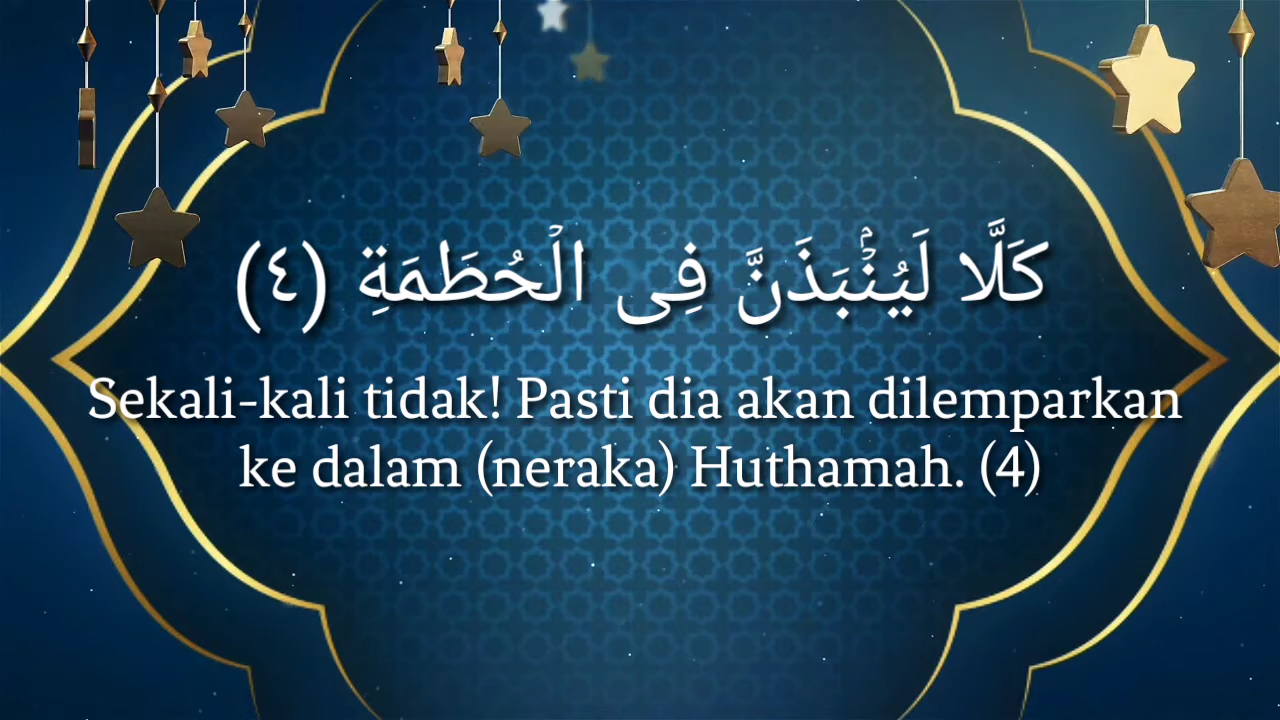 كَلَّا لَيُنْۢبَذَنَّ فِى الْحُطَمَةِ (٤)
Sekali-kali tidak! Pasti dia akan dilemparkan
ke dalam (neraka) Huthamah. (4)